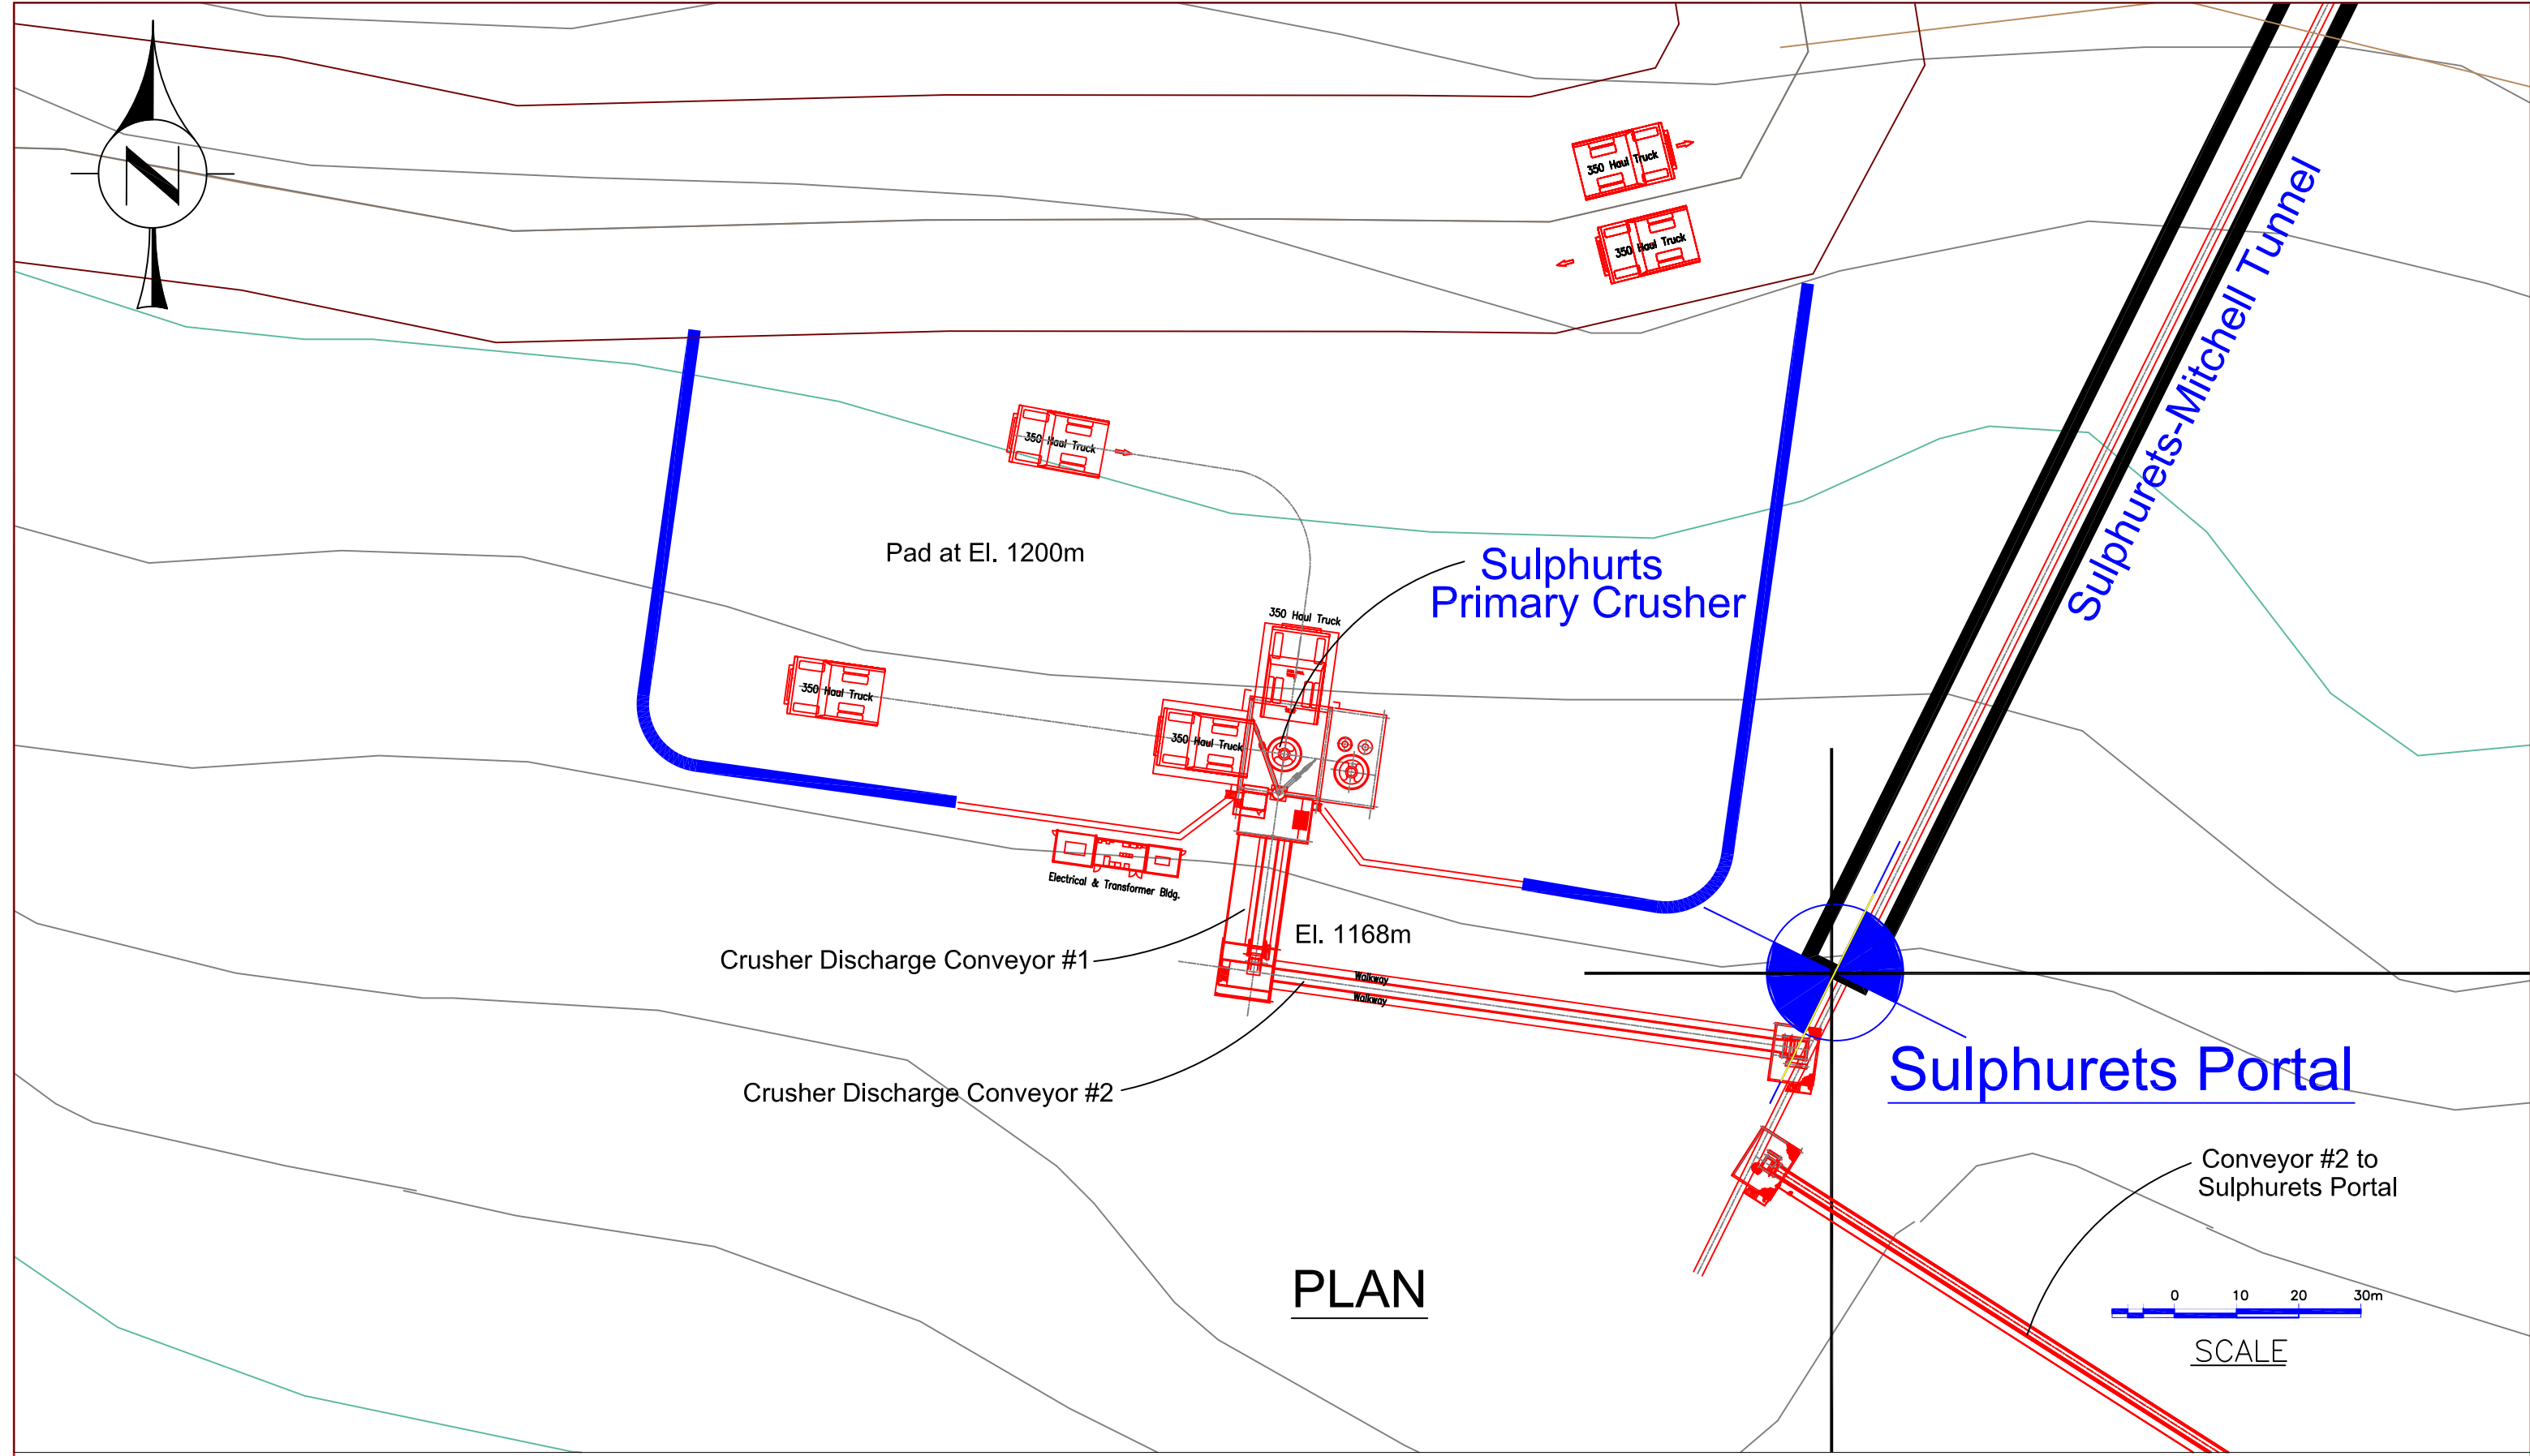 N
350 Haul Truck
350 Haul Truck
Sulphurets-Mitchell Tunnel
350 Haul Truck
Pad at El. 1200m
Sulphurts
Primary Crusher
350 Haul Truck
350 Haul Truck
350 Haul Truck
Electrical & Transformer Bldg.
El. 1168m
Crusher Discharge Conveyor #1
Walkway
Walkway
Crusher Discharge Conveyor #2
Sulphurets Portal
Conveyor #2 to
Sulphurets Portal
PLAN
0 10 20 30m
SCALE